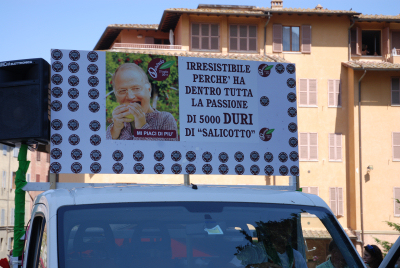 IRRESISTIBILE
PERCHE' HA
DENTRO TUTTA
LA PASSIONE
DI 5000 DURI
DI "SALICOTTO"
MI PIACI DI PIU'